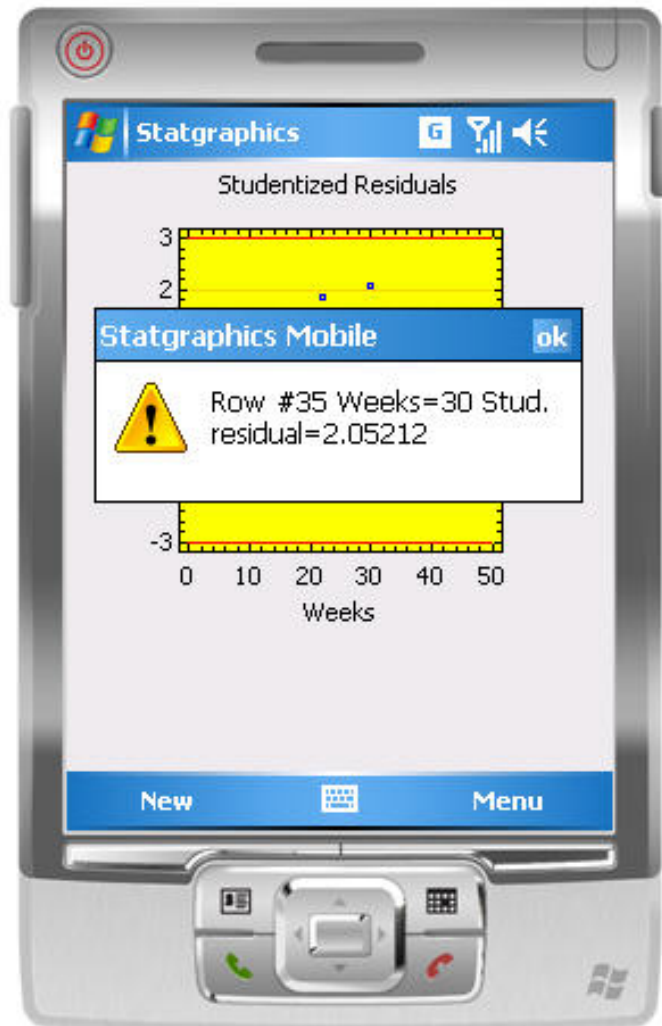 Statgraphics
G
Studentized Residuals
3
2
Statgraphics Mobile
ok
Row #35 Weeks=30 Stud.
residual=2.05212
-3
0 10 20 30 40 50
Weeks
New
Menu